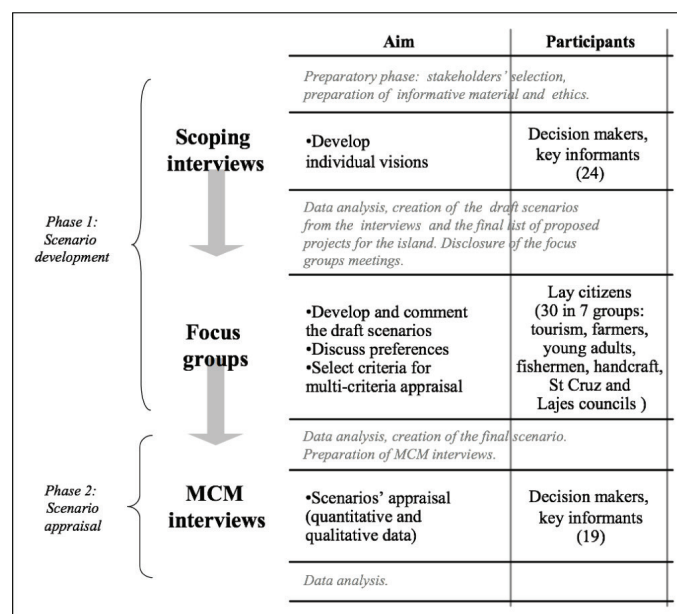 Aim
Participants
Preparatory phase: stakeholders' selection,
preparation of informative material and ethics.
Scoping
interviews
•Develop
individual visions
Decision makers,
key informant
(24)
Phase 1:
Scenario
development
Data analysis, creation of the draft scenarios
from the interviews and the final list of proposed
projects for the island. Disclosure of the focus
groups meetings.
Focus
groups
•Develop and comment
the draft scenarios
•Discuss preferences
•Select criteria for
multi-criteria appraisal
Lay citizens
(30 in 7 groups:
tourism, farmers,
young adults,
fishermen, handcraft,
St Cruz and
Lajes councils )
Data analysis, creation of the final scenario.
Preparation of MCM interviews.
Phase 2:
Scenario
appraisal
MCM
interviews
•Scenarios' appraisal
(quantitative and
qualitative data)
Decision makers,
key informants
(19)
Data analysis.